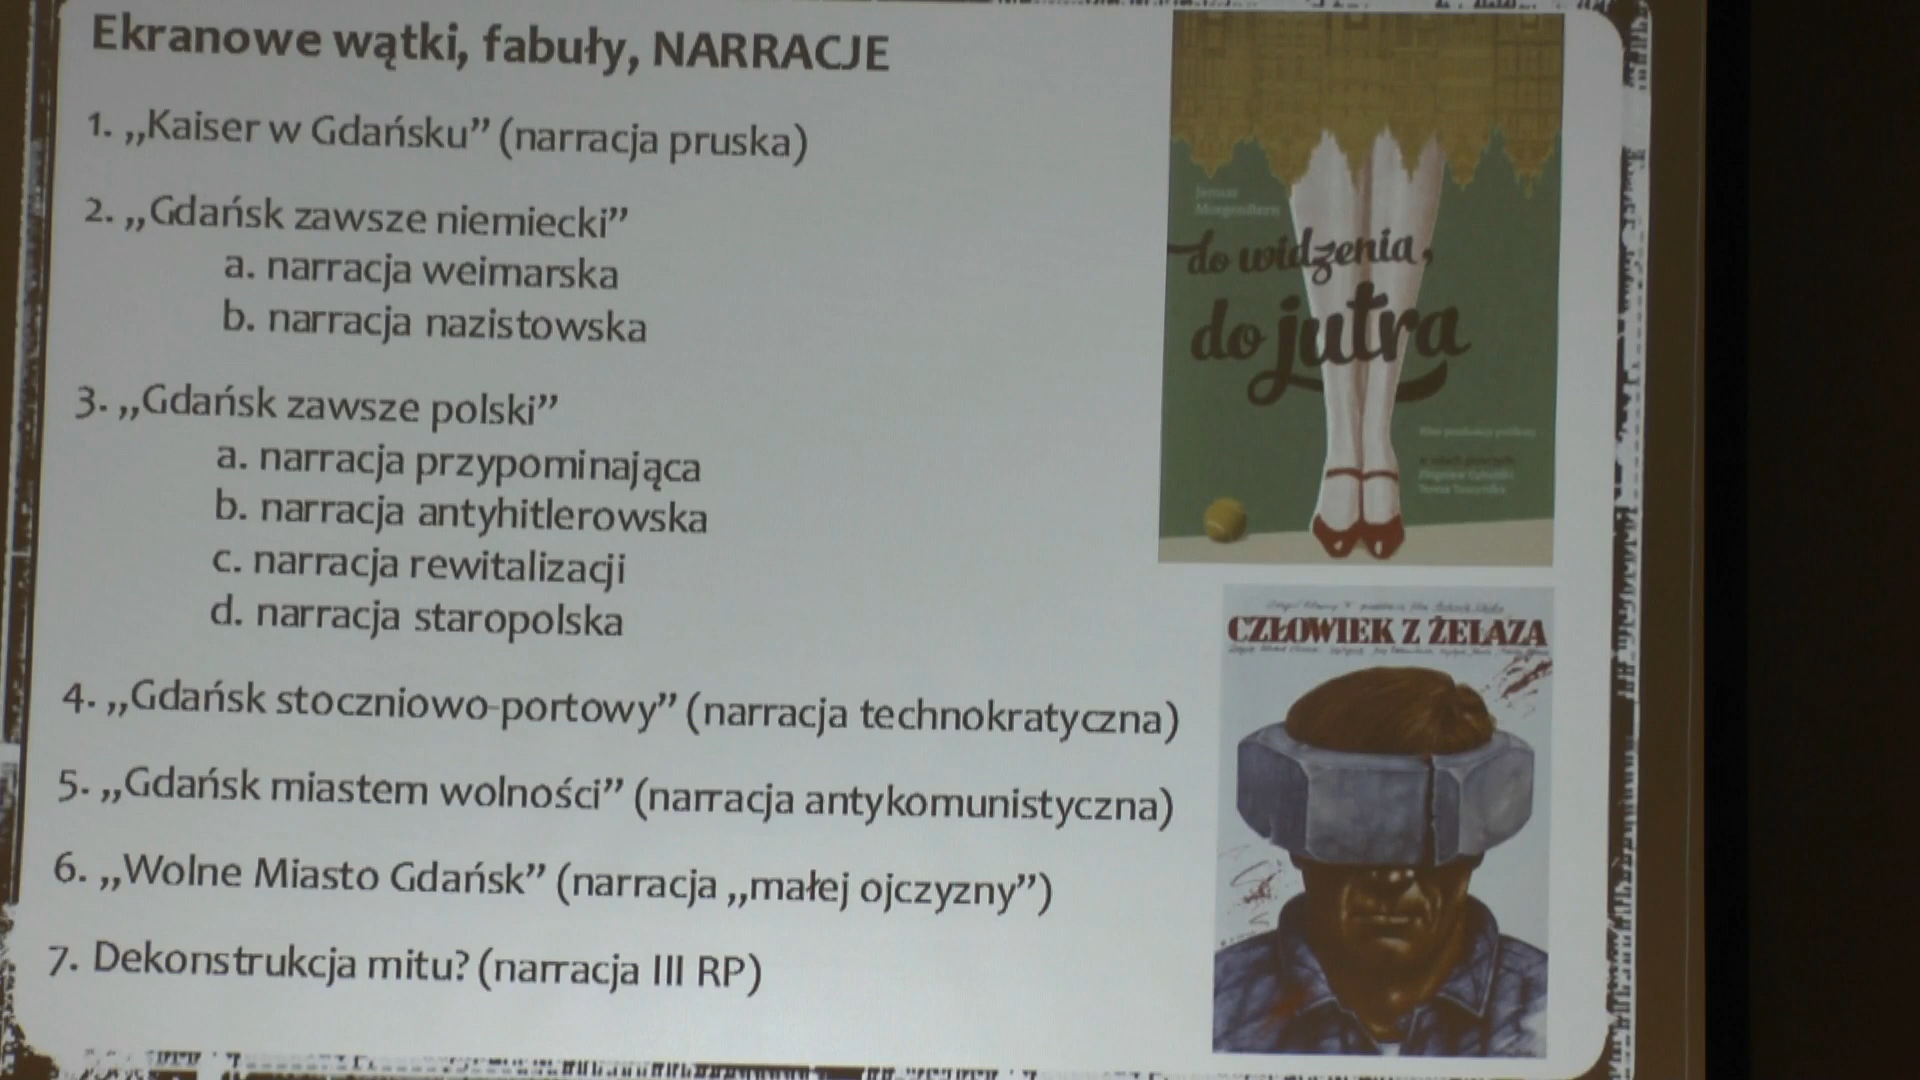 Ekranowe wątki, fabuły, NARRACJE
1. „Kaiser w Gdańsku” (narracja pruska)
2. „Gdańsk zawsze niemiecki”
a. narracja weimarska
b. narracja nazistowska
3. „Gdańsk zawsze polski”
a. narracja przypominająca
b. narracja antyhitlerowska
c. narracja rewitalizacji
d. narracja staropolska
4. „Gdańsk stoczniowo-portowy” (narracja technokratyczna)
5. „Gdańsk miastem wolności” (narracja antykomunistyczna)
6. „Wolne Miasto Gdańsk” (narracja „małej ojczyzny”)
7. Dekonstrukcja mitu? (narracja III RP)
Janusz
Morgenstern
do widzenia,
do jutra
CZŁOWIEK Z ŻELAZA